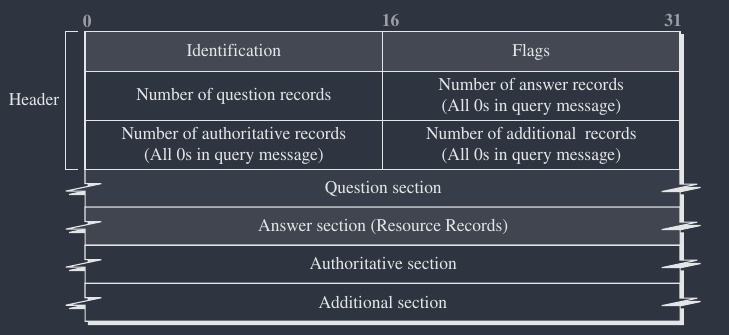 0 16 31
Identification Flags
Header
Number of question records
Number of answer records
(All 0s in query message)
Number of authoritative records
(All 0s in query message)
Number of additional records
(All 0s in query message)
Question section
Answer section (Resource Records)
Authoritative section
Additional section